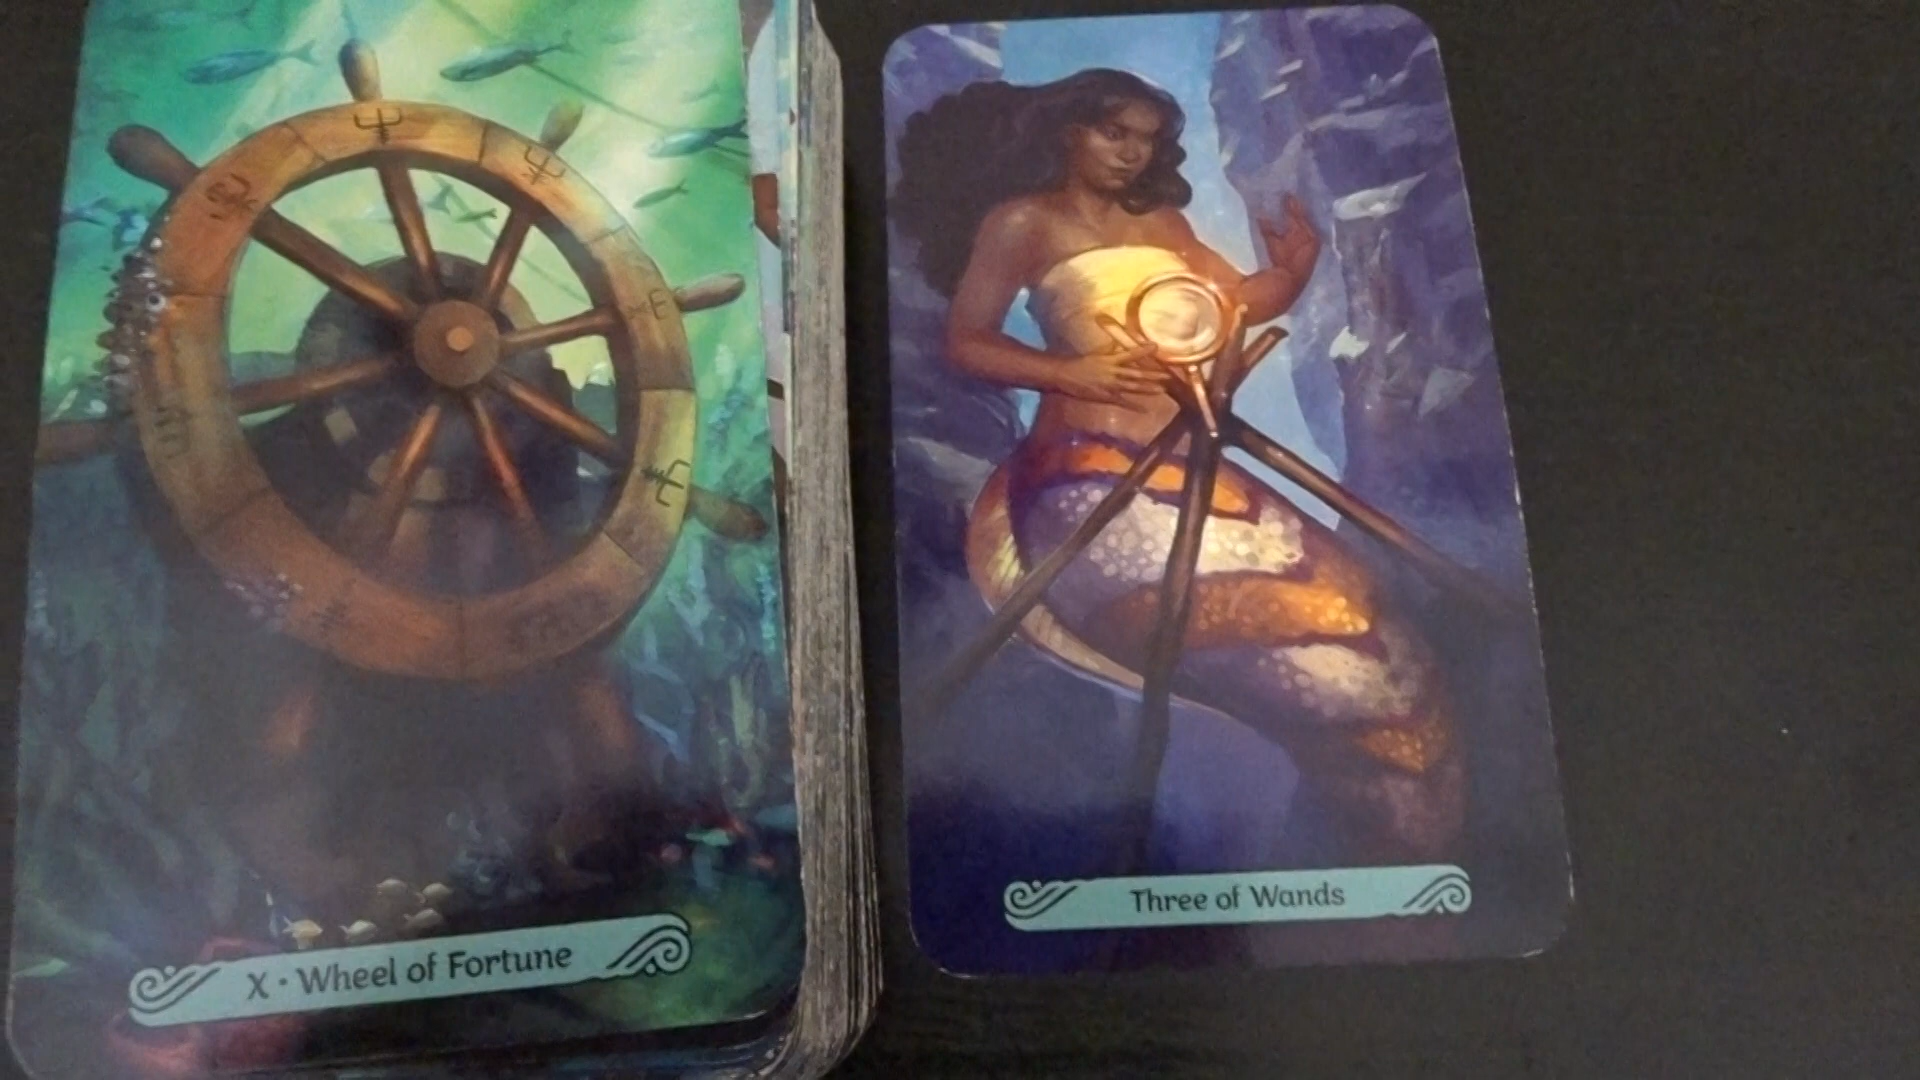 X • Wheel of Fortune
Three of Wands